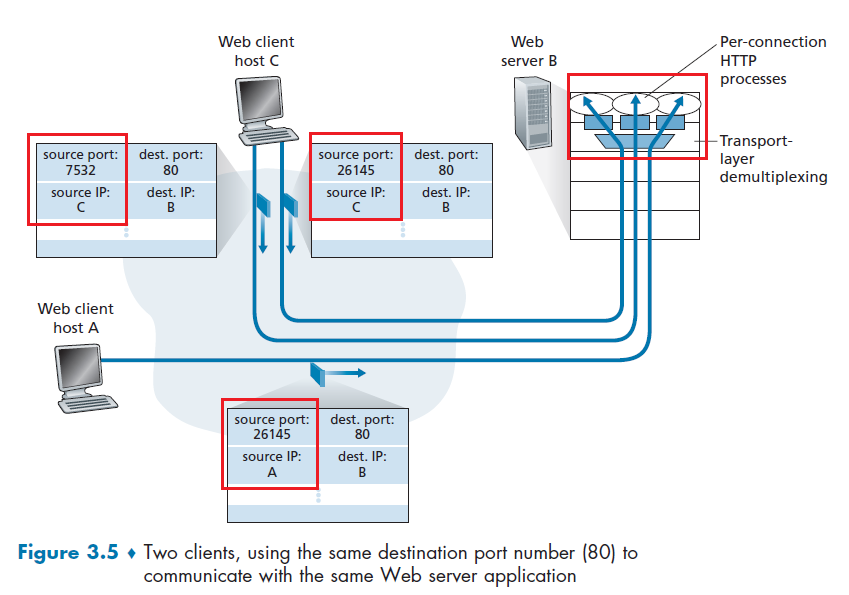 Web client
host C
Web
server B
Per-connection
HTTP
processes
Transport-
layer
demultiplexing
source port:
7532
dest. port:
80
source IP:
C
dest. IP:
B
source port:
26145
dest. port:
80
source IP:
C
dest. IP:
B
Web client
host A
source port:
26145
dest. port:
80
source IP:
A
dest. IP:
B
Figure 3.5 ♦ Two clients, using the same destination port number (80) to
communicate with the same Web server application